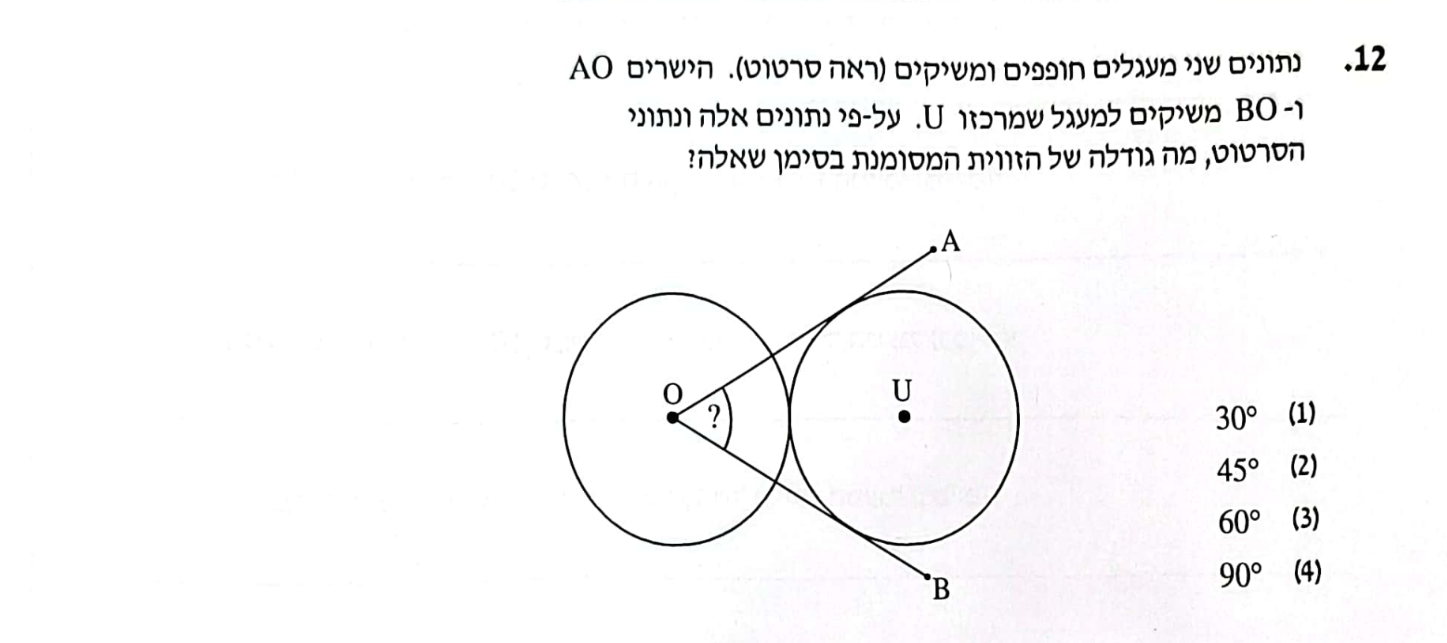 12. נתונים שני מעגלים חופפים ומשיקים (ראה סרטוט). הישרים AO
ו- BO משיקים למעגל שמרכזו U. על-פי נתונים אלה ונתוני
הסרטוט, מה גודלה של הזווית המסומנת בסימן שאלה?
A
O
U
?
B
(1) 30°
(2) 45°
(3) 60°
(4) 90°